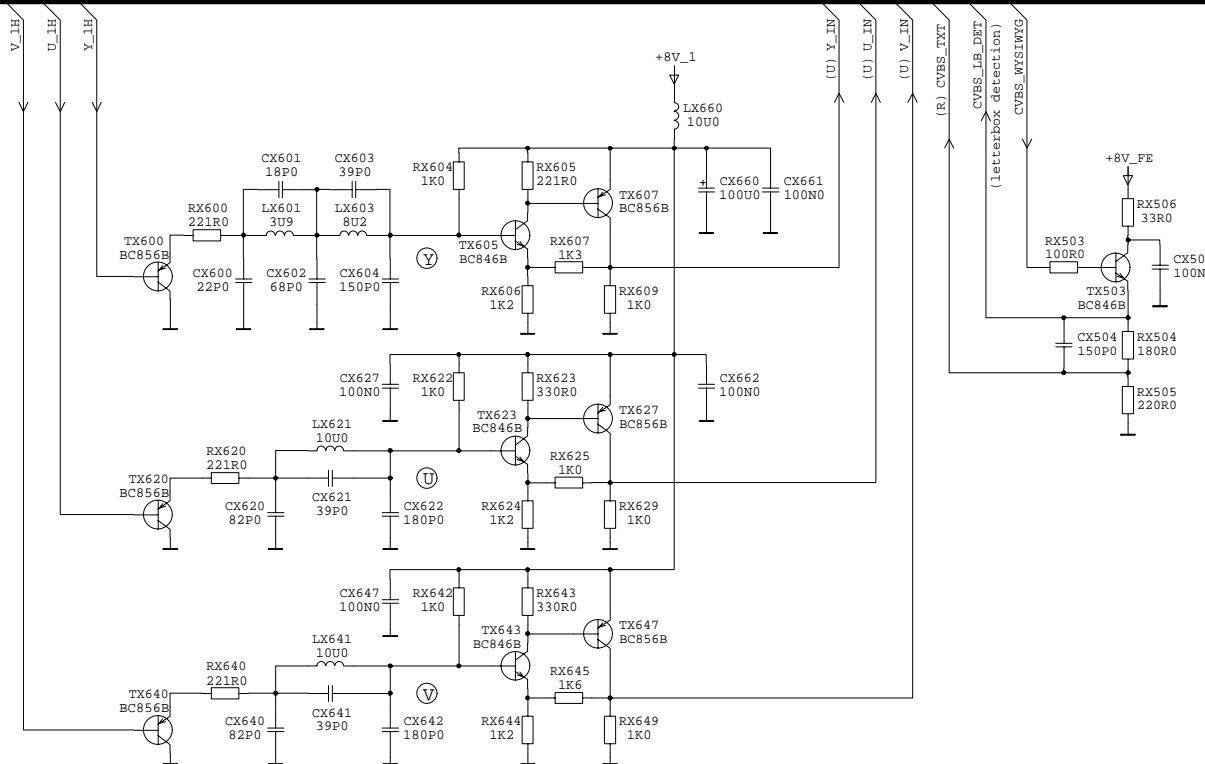 V_1H
U_1H
Y_1H
(U) Y_IN
(U) U_IN
(U) V_IN
(R) CVBS_TXT
CVBS_LB_DET
(letterbox detection)
CVBS_WYSIWYG
+8V_1
LX660
10U0
CX601
18P0
CX603
39P0
RX604
1K0
RX605
221R0
TX607
BC856B
CX660
100U0
+
CX661
100N0
RX600
221R0
LX601
3U9
LX603
8U2
TX600
BC856B
CX600
22P0
CX602
68P0
CX604
150P0
Y
TX605
BC846B
RX607
1K3
RX606
1K2
RX609
1K0
+8V_FE
RX506
33R0
RX503
100R0
CX50
100N
TX503
BC846B
CX504
150P0
RX504
180R0
RX505
220R0
CX627
100N0
RX622
1K0
RX623
330R0
TX627
BC856B
CX662
100N0
TX623
BC846B
LX621
10U0
RX620
221R0
TX620
BC856B
CX620
82P0
CX621
39P0
CX622
180P0
U
RX625
1K0
RX624
1K2
RX629
1K0
CX647
100N0
RX642
1K0
RX643
330R0
TX647
BC856B
TX643
BC846B
LX641
10U0
RX640
221R0
TX640
BC856B
CX640
82P0
CX641
39P0
CX642
180P0
V
RX645
1K6
RX644
1K2
RX649
1K0